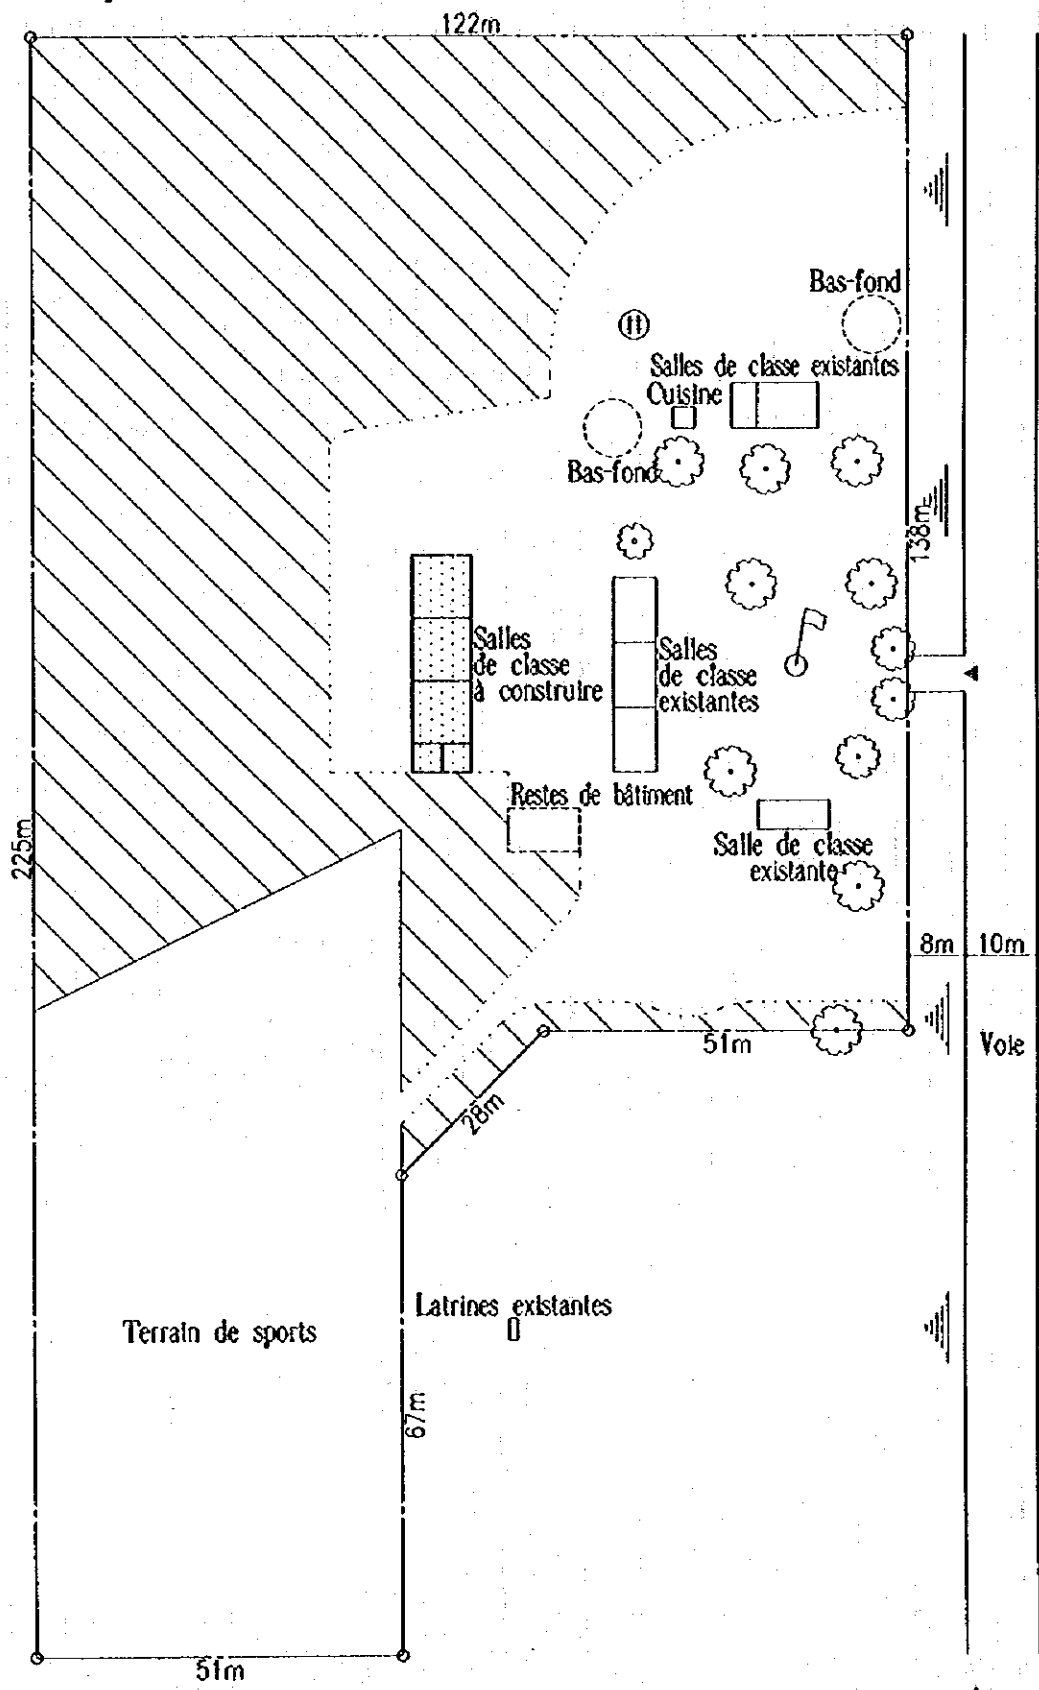 122m
Bas-fond
Salles de classe existantes
Cuisine
Bas-fond
138m
Salles
de classe
à construire
Salles
de classe
existantes
Restes de bâtiment
225m
Salle de classe
existante
8m
10m
51m
Voie
28m
Latrines existantes
Terrain de sports
67m
51m